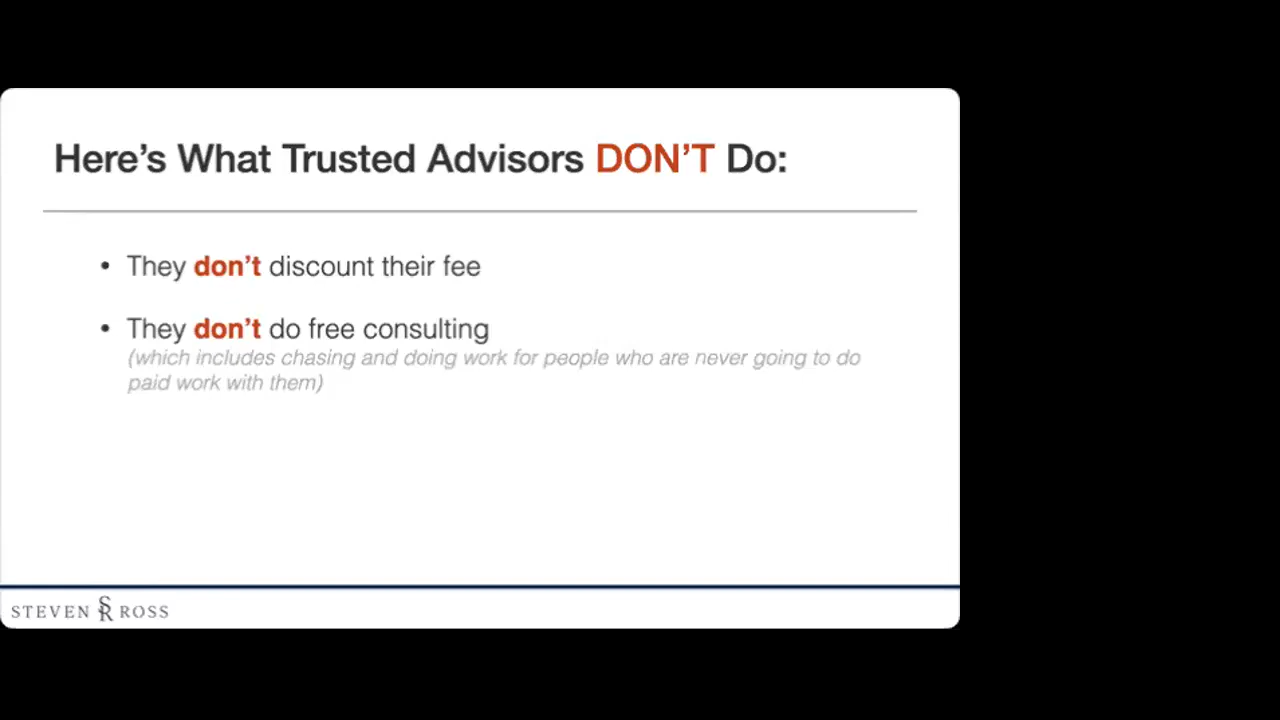 Here’s What Trusted Advisors DON’T Do:
• They don’t discount their fee
• They don’t do free consulting
(which includes chasing and doing work for people who are never going to do
paid work with them)
STEVEN SR ROSS